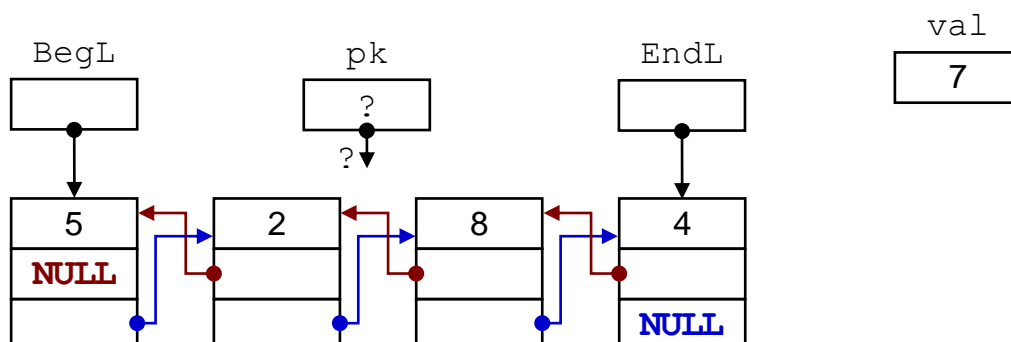 val
BegL pk EndL
7
?
?
5 2 8 4
NULL
NULL